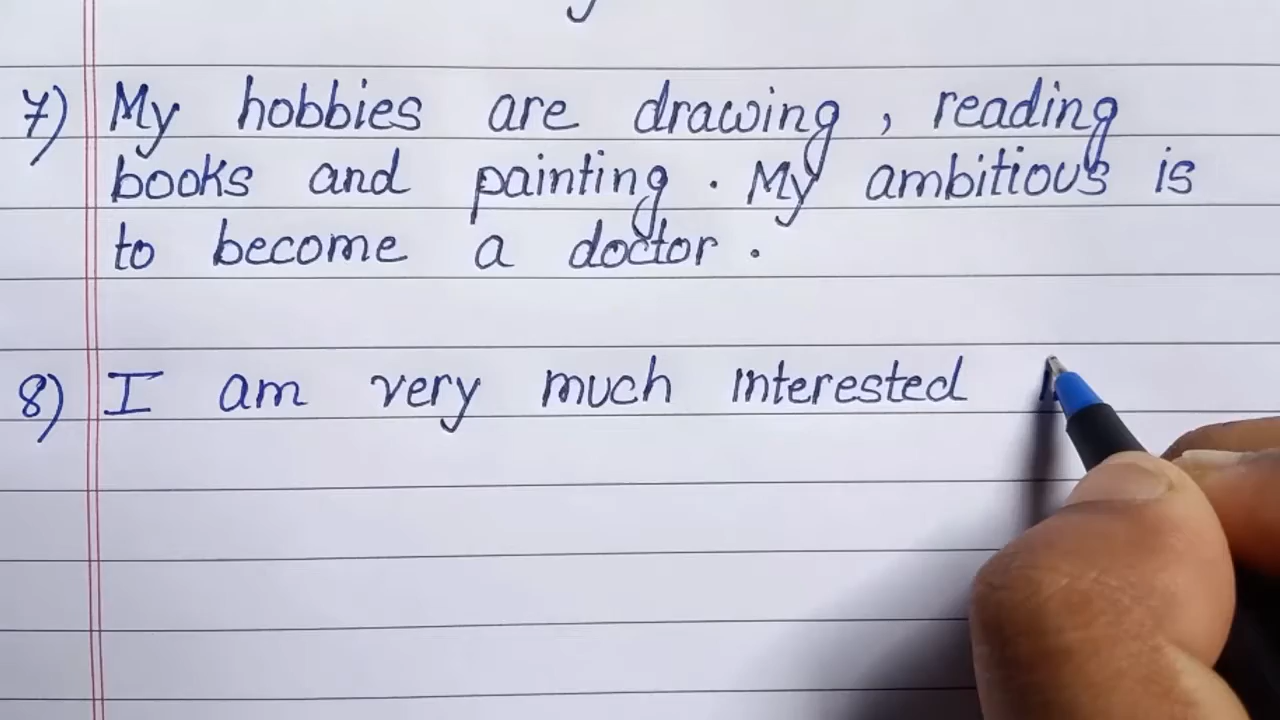 7) My hobbies are drawing, reading
books and painting. My ambitious is
to become a doctor.
8) I am very much interested